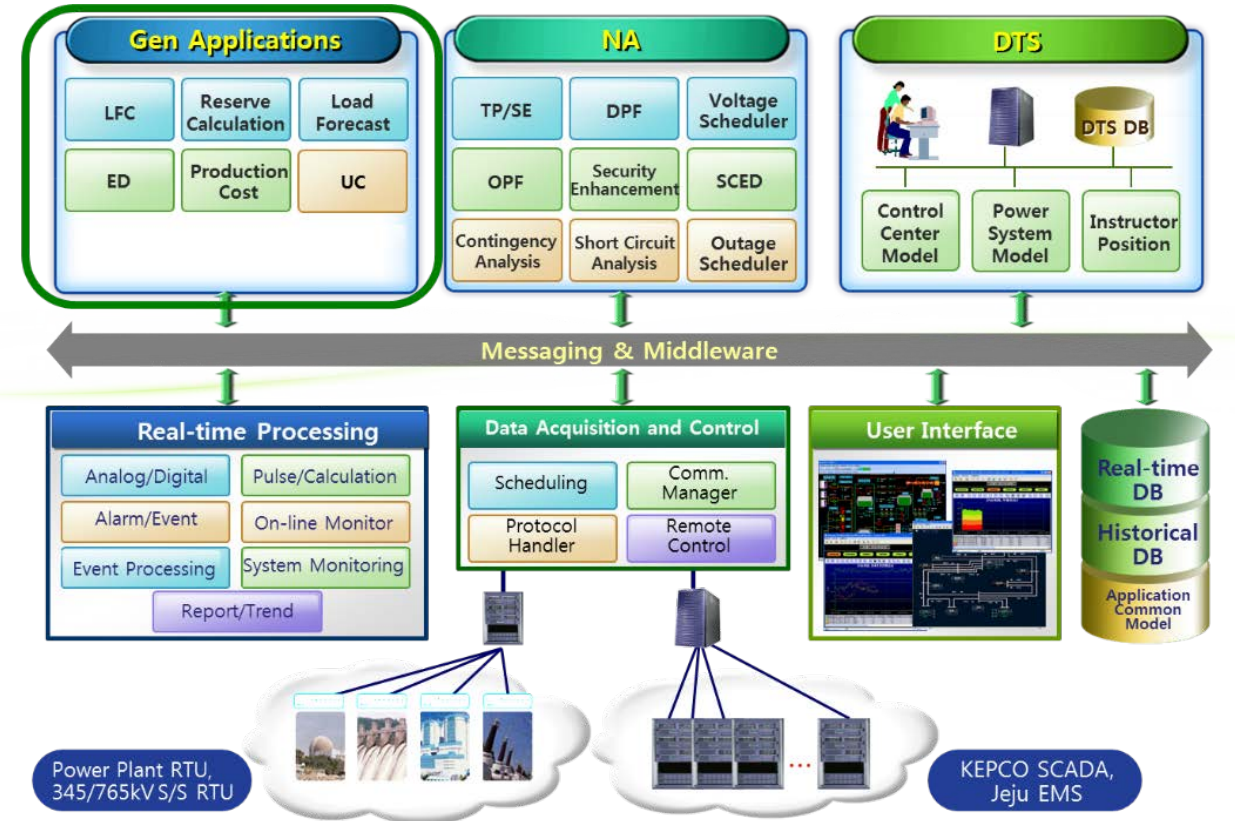 Gen Applications
LFC
Reserve
Calculation
Load
Forecast
ED
Production
Cost
UC
NA
TP/SE
DPF
Voltage
Scheduler
OPF
Security
Enhancement
SCED
Contingency
Analysis
Short Circuit
Analysis
Outage
Scheduler
DTS
DTS DB
Control
Center
Model
Power
System
Model
Instructor
Position
Messaging & Middleware
Real-time Processing
Analog/Digital
Pulse/Calculation
Alarm/Event
On-line Monitor
Event Processing
System Monitoring
Report/Trend
Data Acquisition and Control
Scheduling
Comm.
Manager
Protocol
Handler
Remote
Control
User Interface
Real-time
DB
Historical
DB
Application
Common
Model
Power Plant RTU,
345/765kV S/S RTU
...
KEPCO SCADA,
Jeju EMS